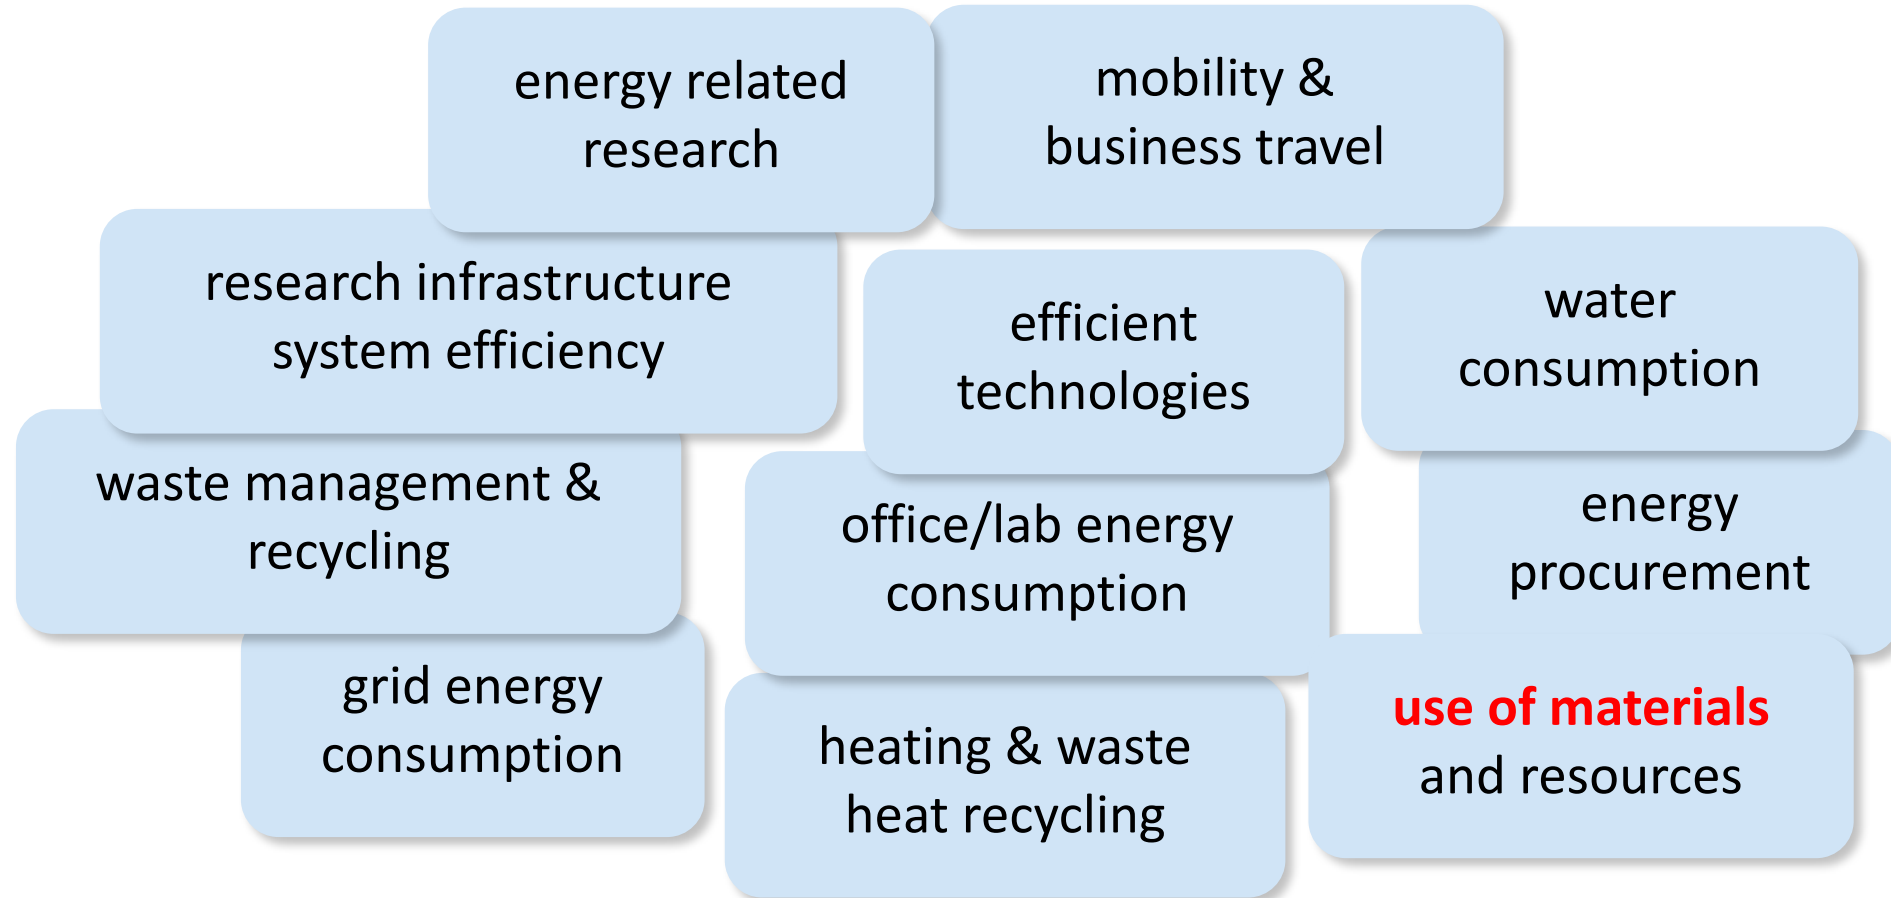 energy related
research
mobility &
business travel
research infrastructure
system efficiency
efficient
technologies
water
consumption
waste management &
recycling
office/lab energy
consumption
energy
procurement
grid energy
consumption
heating & waste
heat recycling
use of materials
and resources